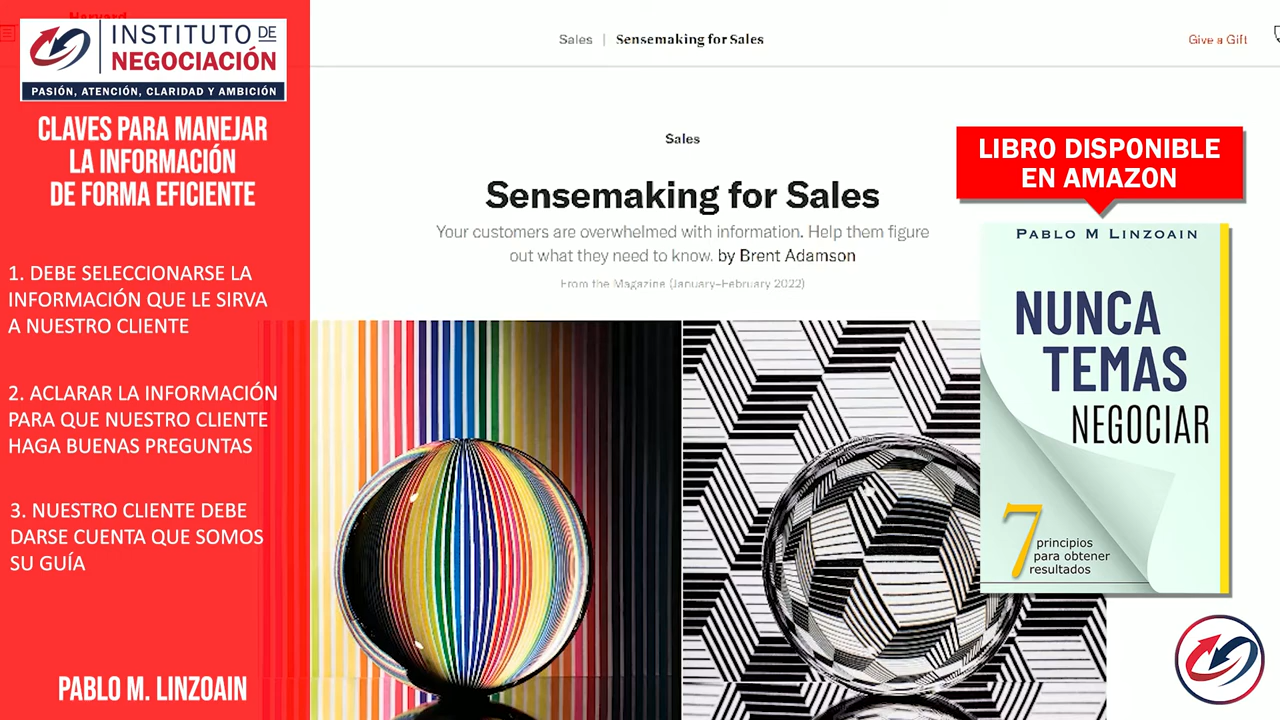 Harvard
INSTITUTO DE
NEGOCIACIÓN
PASIÓN, ATENCIÓN, CLARIDAD Y AMBICIÓN
CLAVES PARA MANEJAR
LA INFORMACIÓN
DE FORMA EFICIENTE
1. DEBE SELECCIONARSE LA
INFORMACIÓN QUE LE SIRVA
A NUESTRO CLIENTE
2. ACLARAR LA INFORMACIÓN
PARA QUE NUESTRO CLIENTE
HAGA BUENAS PREGUNTAS
3. NUESTRO CLIENTE DEBE
DARSE CUENTA QUE SOMOS
SU GUÍA
PABLO M. LINZOAIN
Sales | Sensemaking for Sales
Give a Gift
Sales
Sensemaking for Sales
Your customers are overwhelmed with information. Help them figure
out what they need to know. by Brent Adamson
From the Magazine (January–February 2022)
LIBRO DISPONIBLE
EN AMAZON
PABLO M LINZOAIN
NUNCA
TEMAS
NEGOCIAR
7 principios
para obtener
resultados